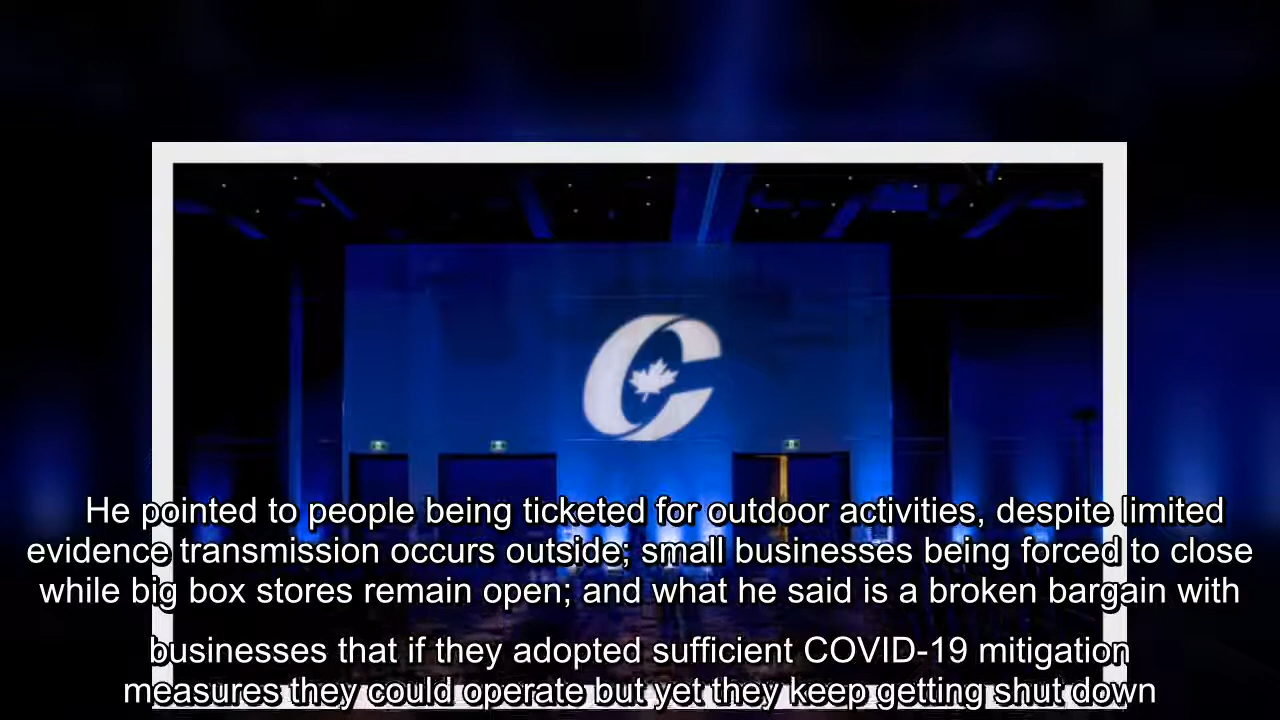 He pointed to people being ticketed for outdoor activities, despite limited
evidence transmission occurs outside; small businesses being forced to close
while big box stores remain open; and what he said is a broken bargain with
businesses that if they adopted sufficient COVID-19 mitigation
measures they could operate but yet they keep getting shut down